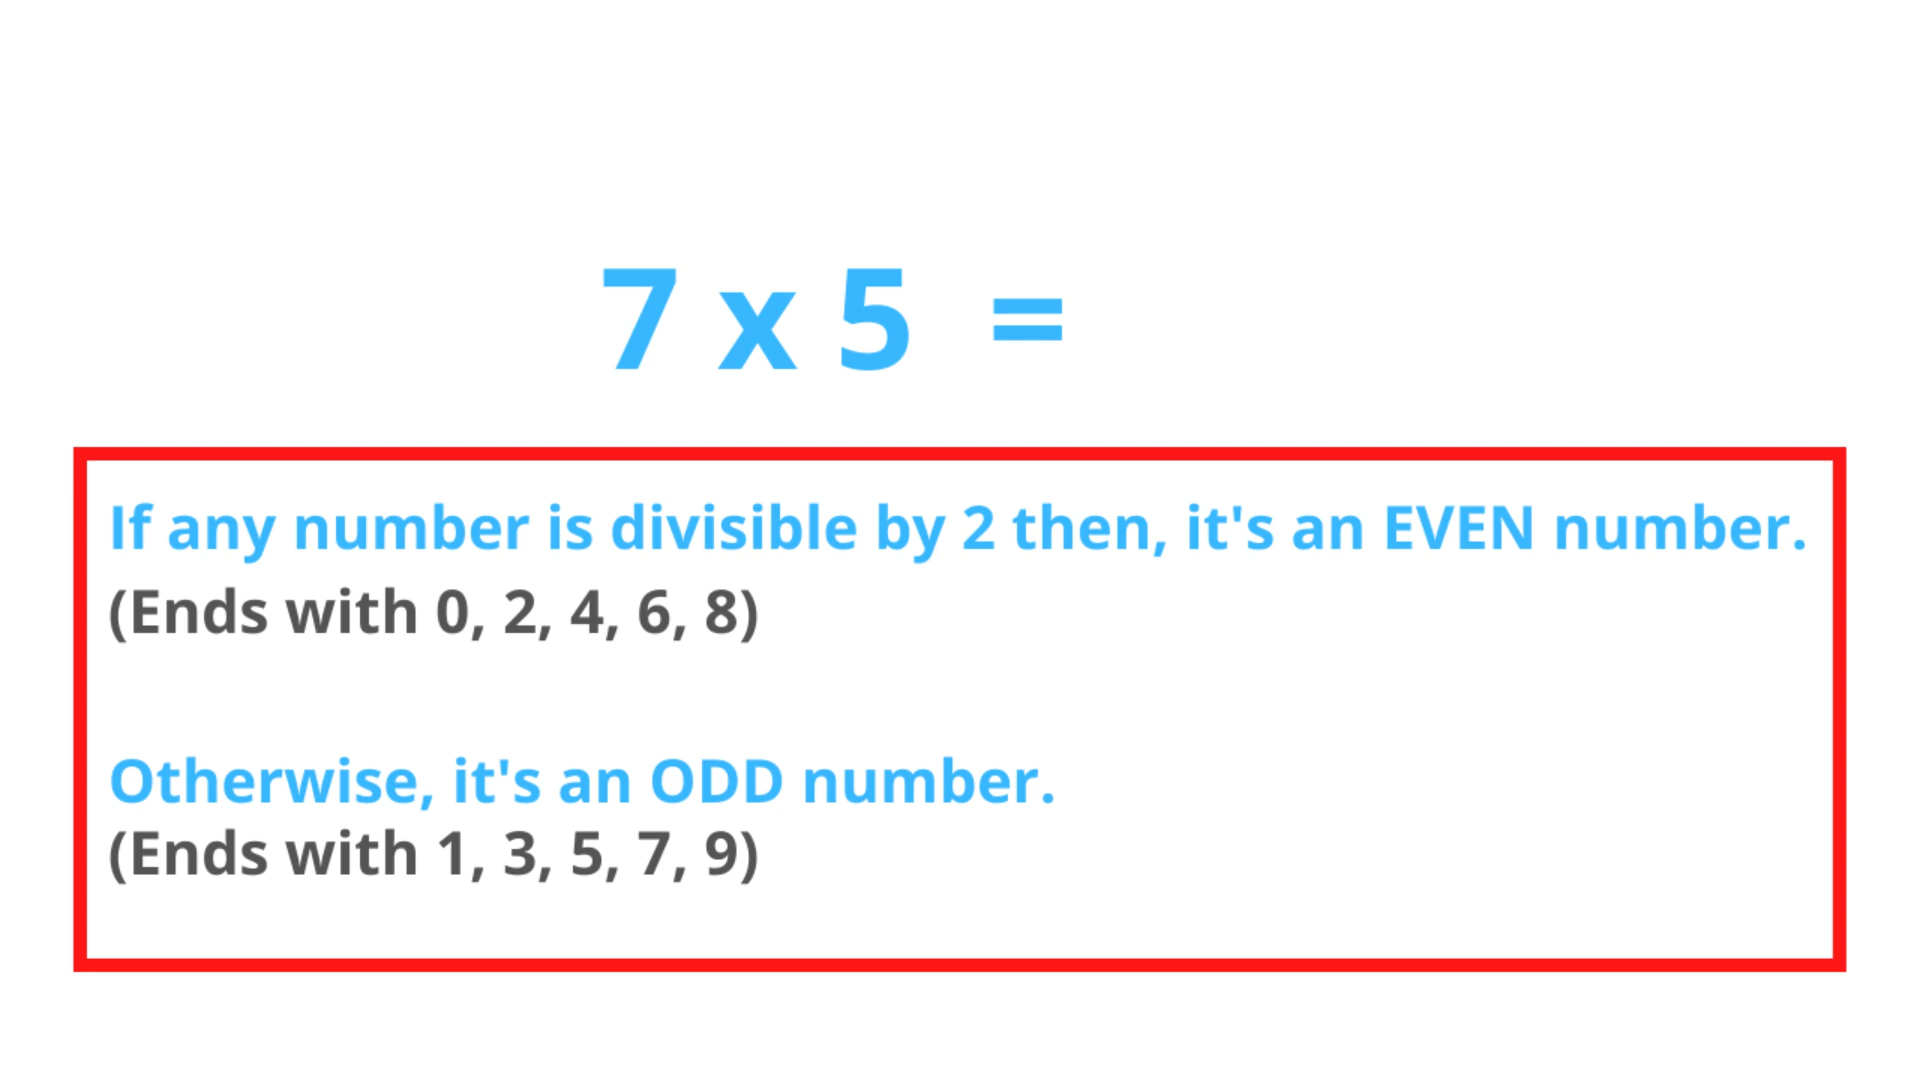 7 x 5 =
If any number is divisible by 2 then, it's an EVEN number.
(Ends with 0, 2, 4, 6, 8)
Otherwise, it's an ODD number.
(Ends with 1, 3, 5, 7, 9)